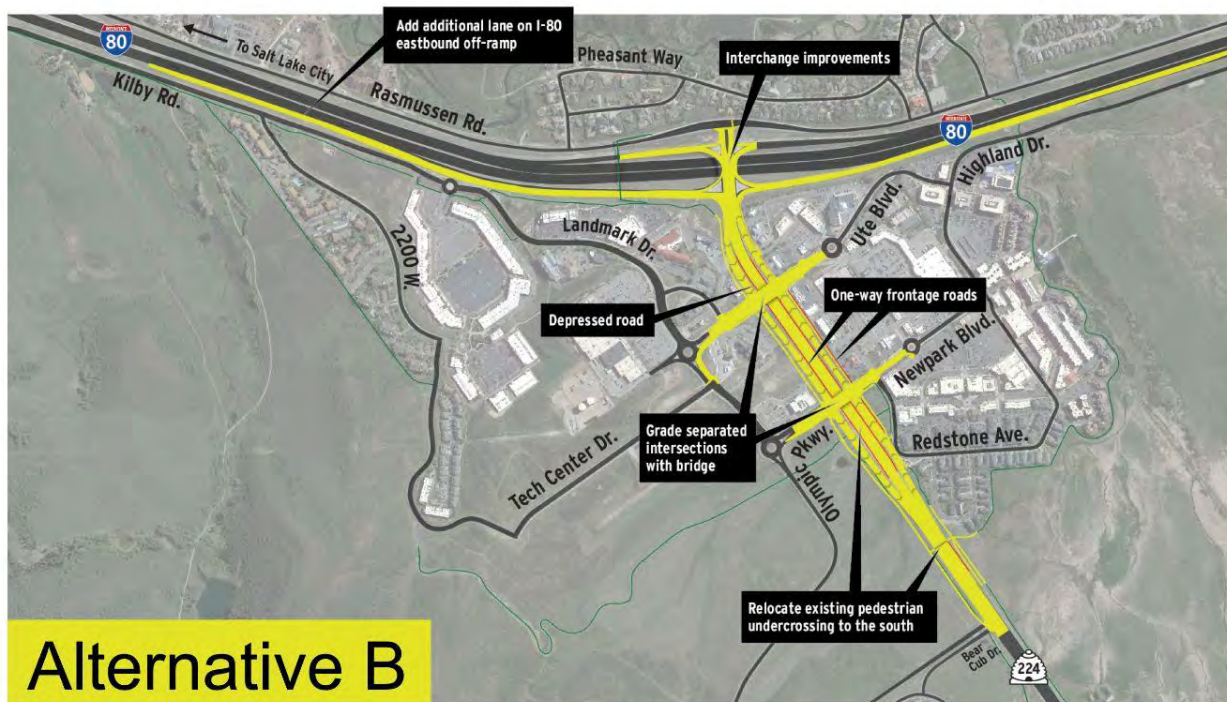 INTERSTATE
80
To Salt Lake City
Add additional lane on I-80
eastbound off-ramp
Pheasant Way
Interchange improvements
Kilby Rd.
Rasmussen Rd.
INTERSTATE
80
Highland Dr.
2200 W.
Landmark Dr.
Ute Blvd.
Depressed road
One-way frontage roads
Newpark Blvd.
Grade separated
intersections
with bridge
Redstone Ave.
Tech Center Dr.
Olympic Pkwy.
Relocate existing pedestrian
undercrossing to the south
Bear
Cub Dr.
224
Alternative B